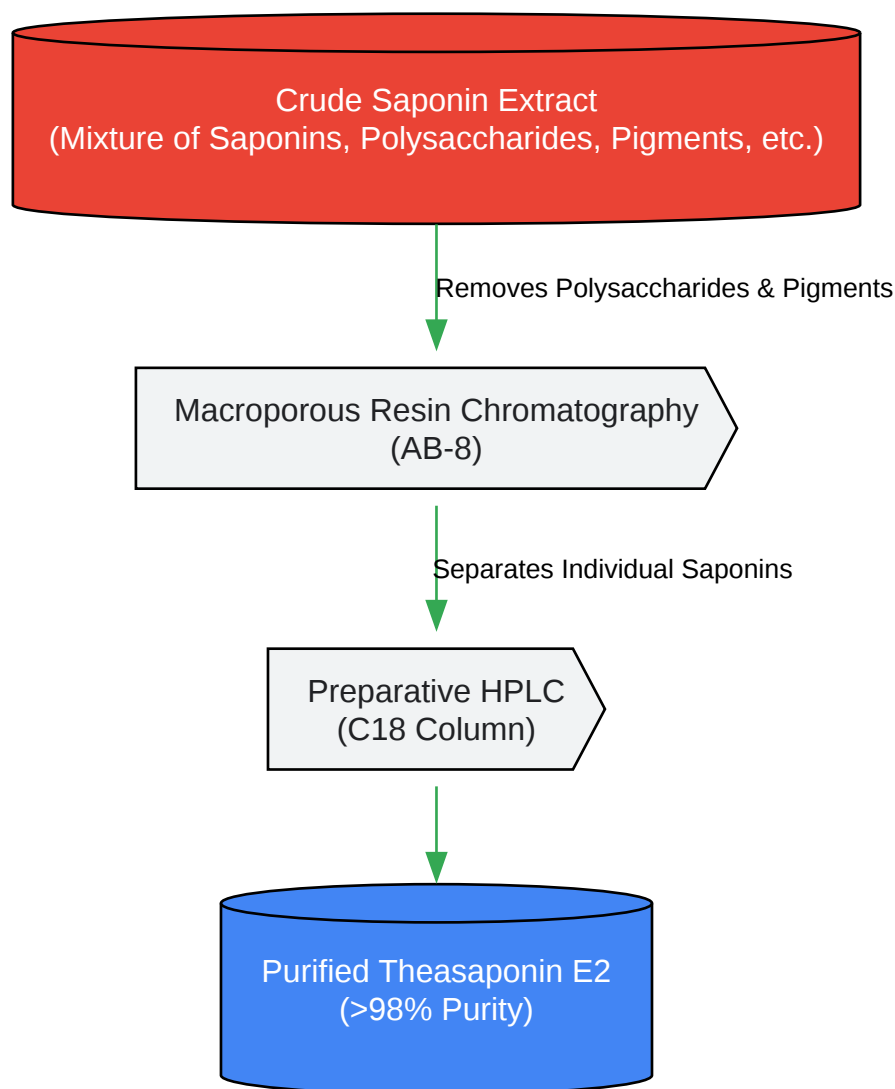 Crude Saponin Extract
(Mixture of Saponins, Polysaccharides, Pigments, etc.)
Removes Polysaccharides & Pigments
Macroporous Resin Chromatography
(AB-8)
Separates Individual Saponins
Preparative HPLC
(C18 Column)
Purified Theasaponin E2
(>98% Purity)